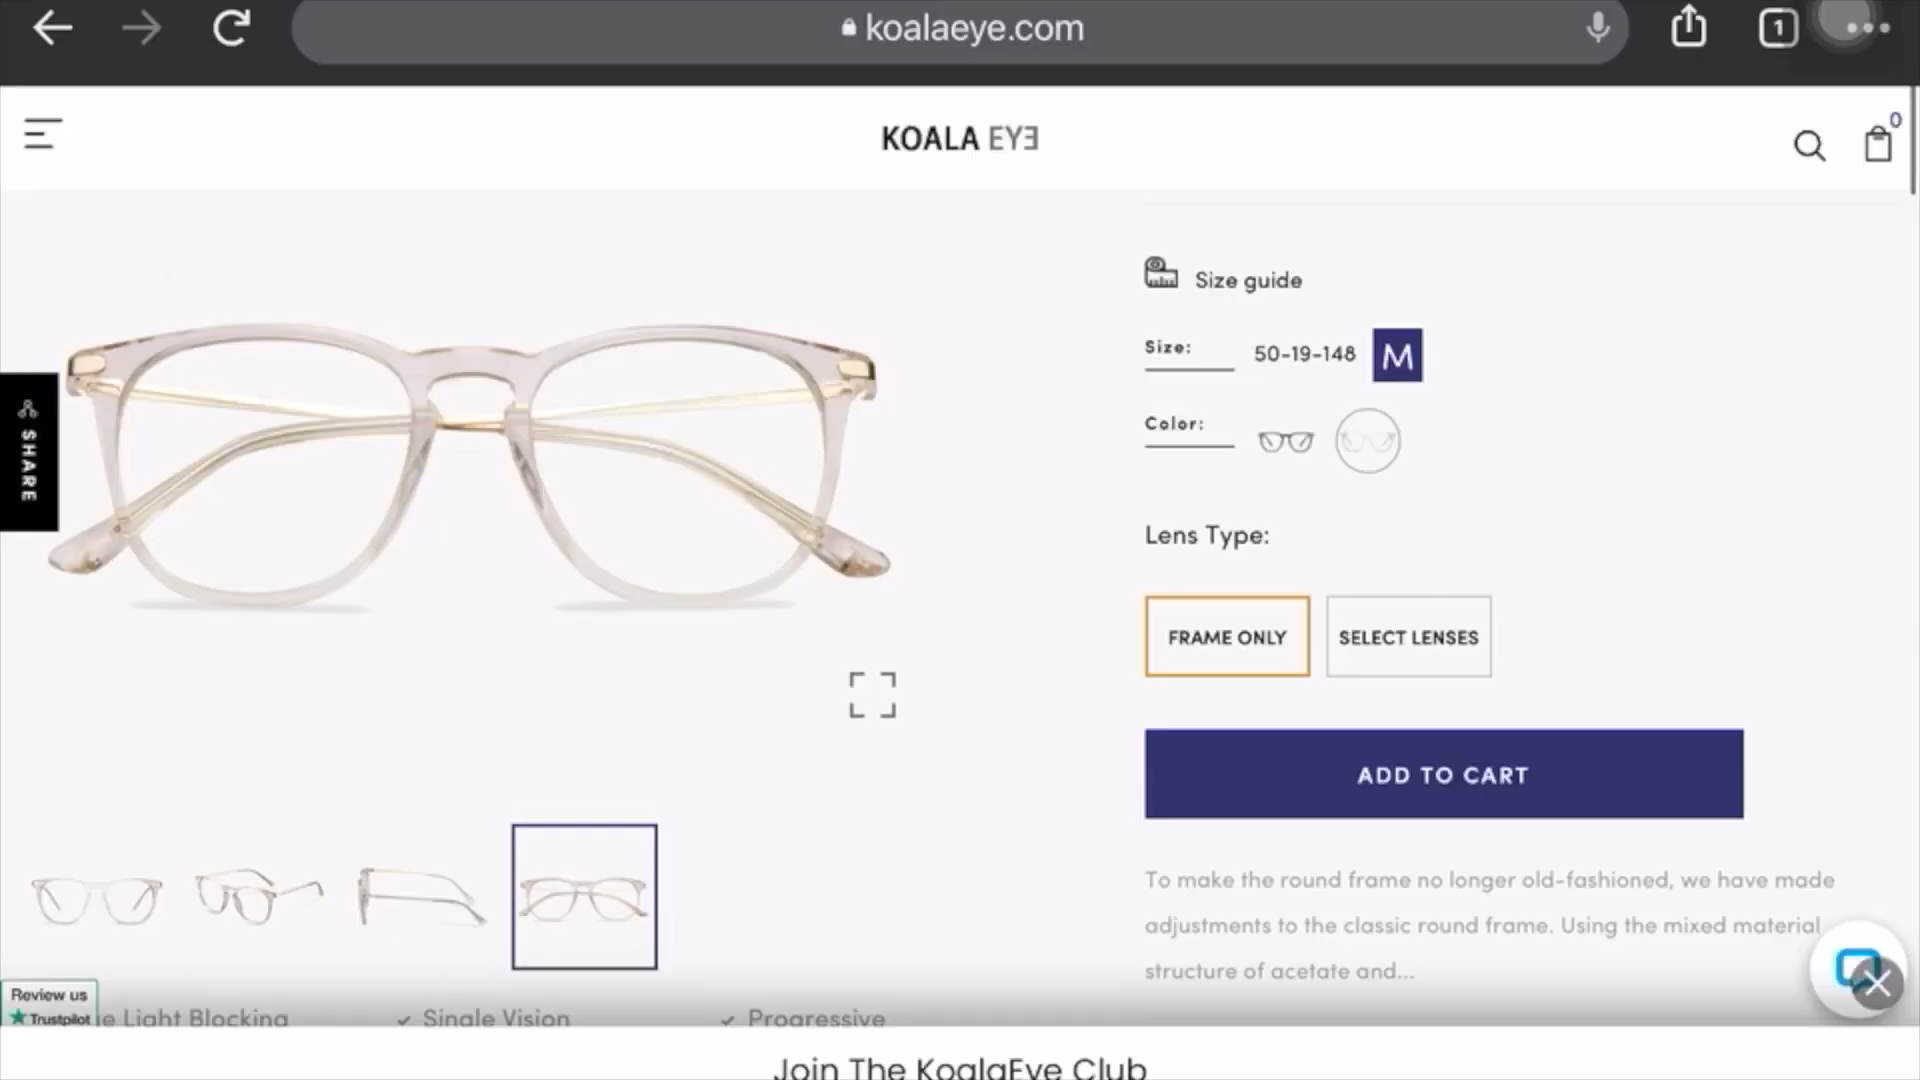 koalaeye.com
1
KOALA EYE
0
Size guide
Size: 50-19-148 M
Color:
SHARE
Lens Type:
FRAME ONLY
SELECT LENSES
ADD TO CART
To make the round frame no longer old-fashioned, we have made
adjustments to the classic round frame. Using the mixed material
structure of acetate and...
Review us
Trustpilot
Light Blocking
Single Vision
Progressive
Join The KoalaEye Club